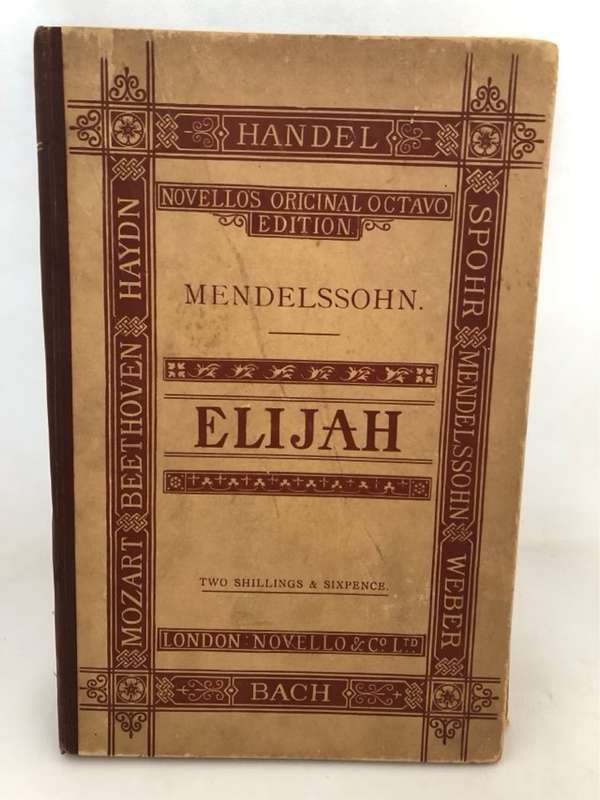 HANDEL
NOVELLOS ORIGINAL OCTAVO
EDITION.
MENDELSSOHN.
ELIJAH
TWO SHILLINGS & SIXPENCE.
LONDON: NOVELLO & Co LTD
BACH
MOZART BEETHOVEN HAYDN
SPOHR MENDELSSOHN WEBER